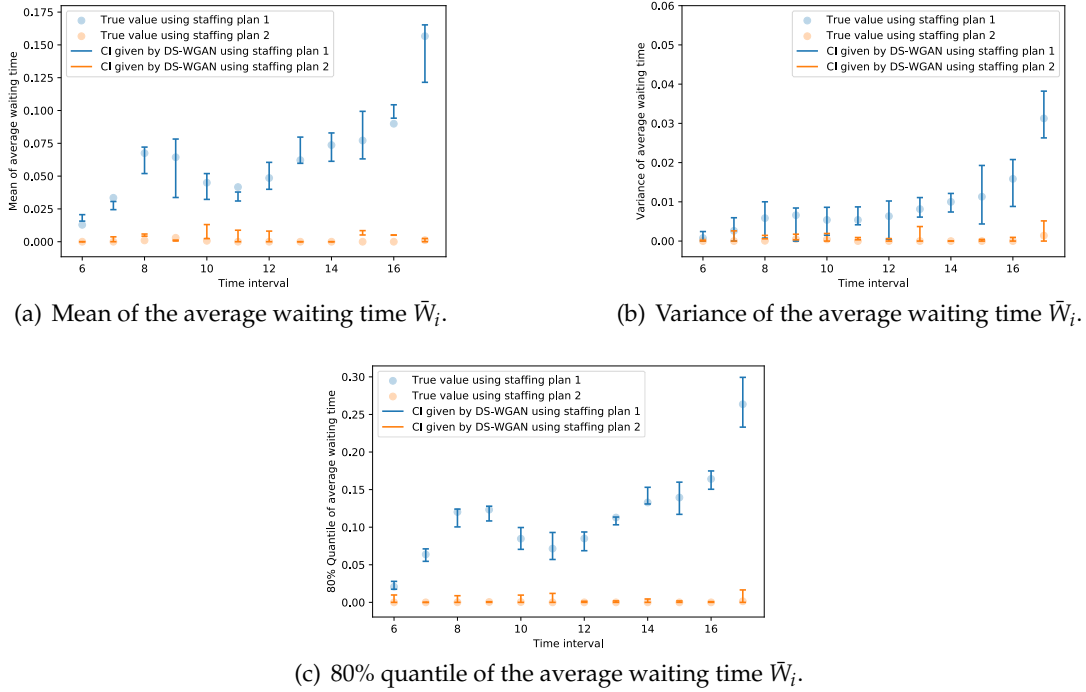 True value using staffing plan 1
True value using staffing plan 2
CI given by DS-WGAN using staffing plan 1
CI given by DS-WGAN using staffing plan 2
Mean of average waiting time
0.175
0.150
0.125
0.100
0.075
0.050
0.025
0.000
6 8 10 12 14 16
Time interval
(a) Mean of the average waiting time W̄i.
True value using staffing plan 1
True value using staffing plan 2
CI given by DS-WGAN using staffing plan 1
CI given by DS-WGAN using staffing plan 2
Variance of average waiting time
0.06
0.05
0.04
0.03
0.02
0.01
0.00
6 8 10 12 14 16
Time interval
(b) Variance of the average waiting time W̄i.
True value using staffing plan 1
True value using staffing plan 2
CI given by DS-WGAN using staffing plan 1
CI given by DS-WGAN using staffing plan 2
80% Quantile of average waiting time
0.30
0.25
0.20
0.15
0.10
0.05
0.00
6 8 10 12 14 16
Time interval
(c) 80% quantile of the average waiting time W̄i.